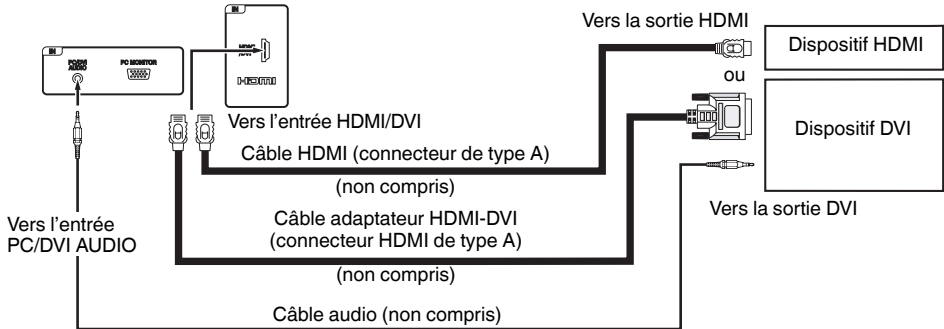 Vers la sortie HDMI
IN
IN
HDMI
Dispositif HDMI
PC/DVI
AUDIO
PC MONITOR
HDMI
ou
Vers l'entrée HDMI/DVI
Dispositif DVI
Câble HDMI (connecteur de type A)
(non compris)
Vers la sortie DVI
Vers l'entrée
PC/DVI AUDIO
Câble adaptateur HDMI-DVI
(connecteur HDMI de type A)
(non compris)
Câble audio (non compris)